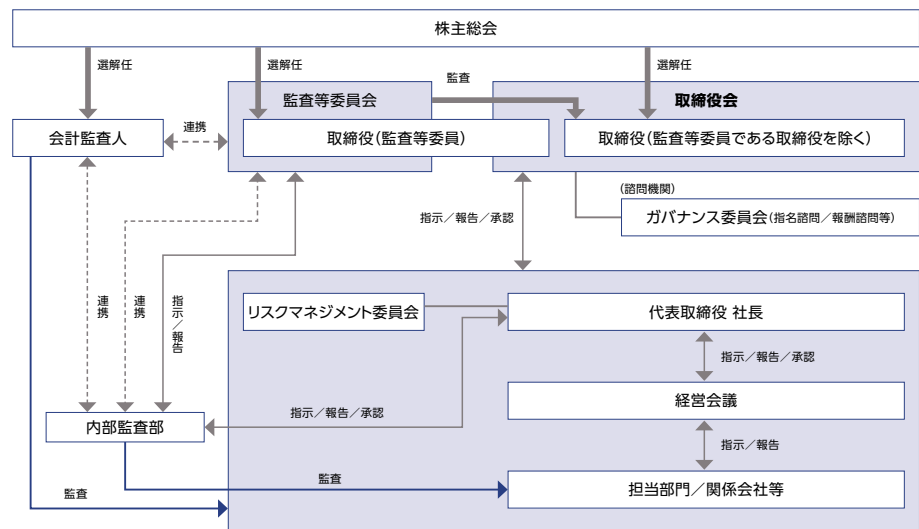 株主総会
選解任
選解任
選解任
監査等委員会
監査
取締役会
会計監査人
連携
取締役(監査等委員)
取締役(監査等委員である取締役を除く)
(諮問機関)
ガバナンス委員会(指名諮問/報酬諮問等)
指示/報告/承認
連携
連携
指示/報告
リスクマネジメント委員会
代表取締役 社長
指示/報告/承認
経営会議
指示/報告/承認
内部監査部
指示/報告
監査
監査
担当部門/関係会社等